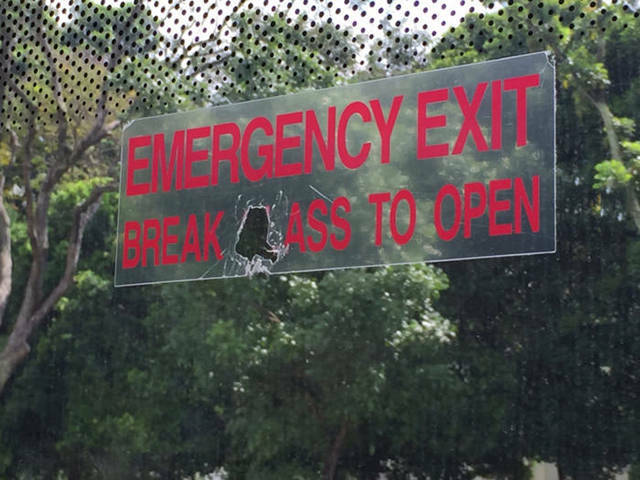 EMERGENCY EXIT
BREAK ASS TO OPEN